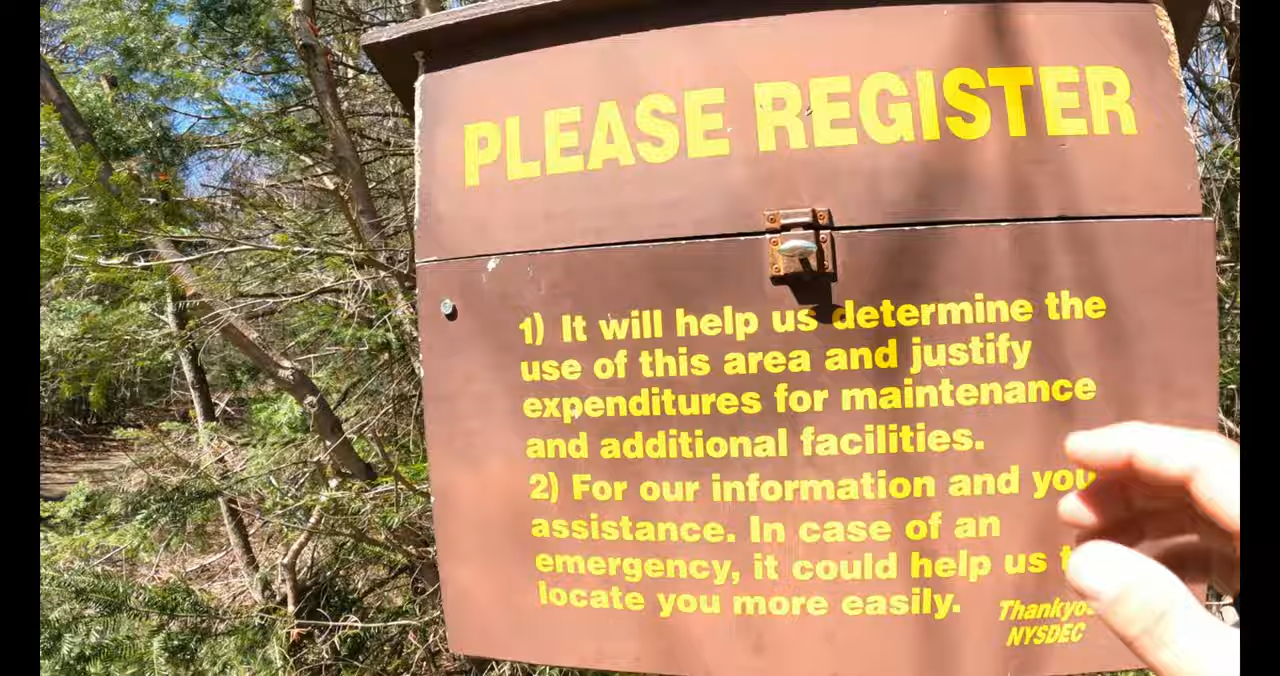 PLEASE REGISTER
1) It will help us determine the
use of this area and justify
expenditures for maintenance
and additional facilities.
2) For our information and
assistance. In case of an
emergency, it could help us
locate you more easily.
NYSDEC